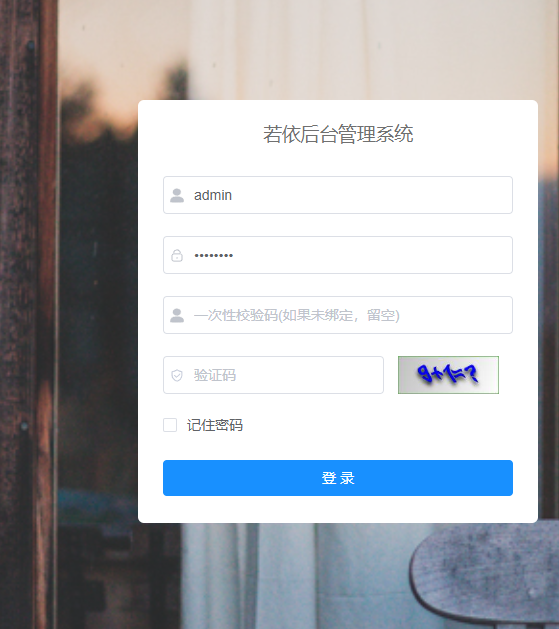 若依后台管理系统
admin
••••••••
一次性校验码(如果未绑定，留空)
验证码
9+1=?
记住密码
登 录